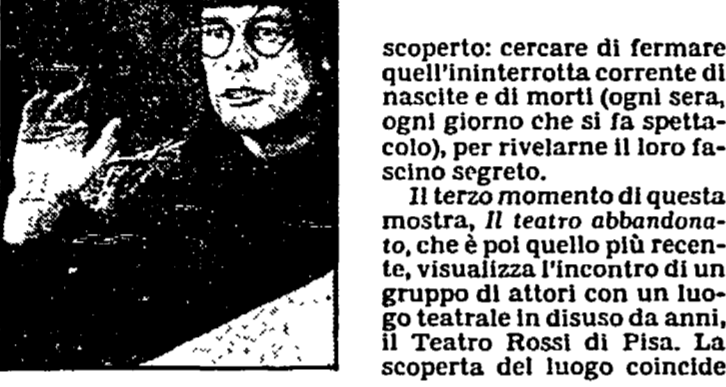 scoperto: cercare di fermare
quell'ininterrotta corrente di
nascite e di morti (ogni sera,
ogni giorno che si fa spetta-
colo), per rivelarne il loro fa-
scino segreto.
Il terzo momento di questa
mostra, Il teatro abbandona-
to, che è poi quello più recen-
te, visualizza l'incontro di un
gruppo di attori con un luo-
go teatrale in disuso da anni,
il Teatro Rossi di Pisa. La
scoperta del luogo coincide